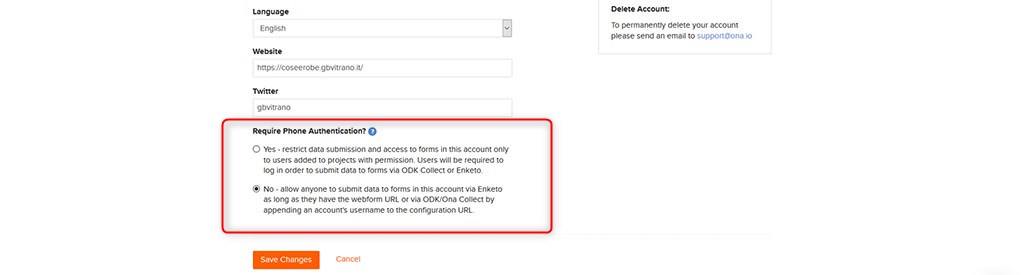 Language
English
Website
https://coseerobe.gbvitrano.it/
Twitter
gbvitrano
Require Phone Authentication? ?
Yes - restrict data submission and access to forms in this account only
to users added to projects with permission. Users will be required to
log in order to submit data to forms via ODK Collect or Enketo.
No - allow anyone to submit data to forms in this account via Enketo
as long as they have the webform URL or via ODK/Ona Collect by
appending an account's username to the configuration URL.
Save Changes Cancel
Delete Account:
To permanently delete your account
please send an email to support@ona.io